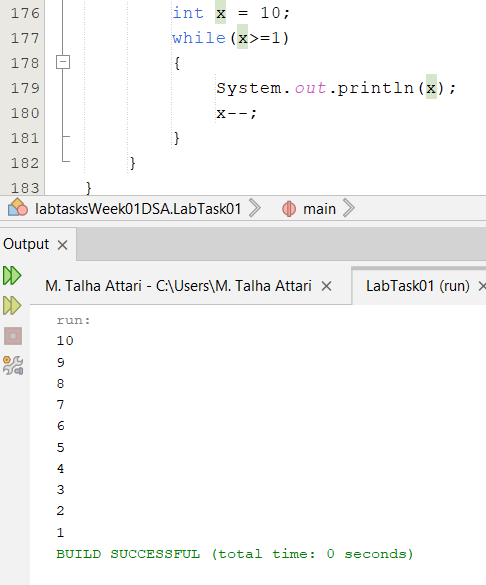 176 int x = 10;
177 while(x>=1)
178 {
179 System.out.println(x);
180 x--;
181 }
182 }
183 }
labtasksWeek01DSA.LabTask01 main
Output ×
M. Talha Attari - C:\Users\M. Talha Attari × LabTask01 (run) ×
run:
10
9
8
7
6
5
4
3
2
1
BUILD SUCCESSFUL (total time: 0 seconds)